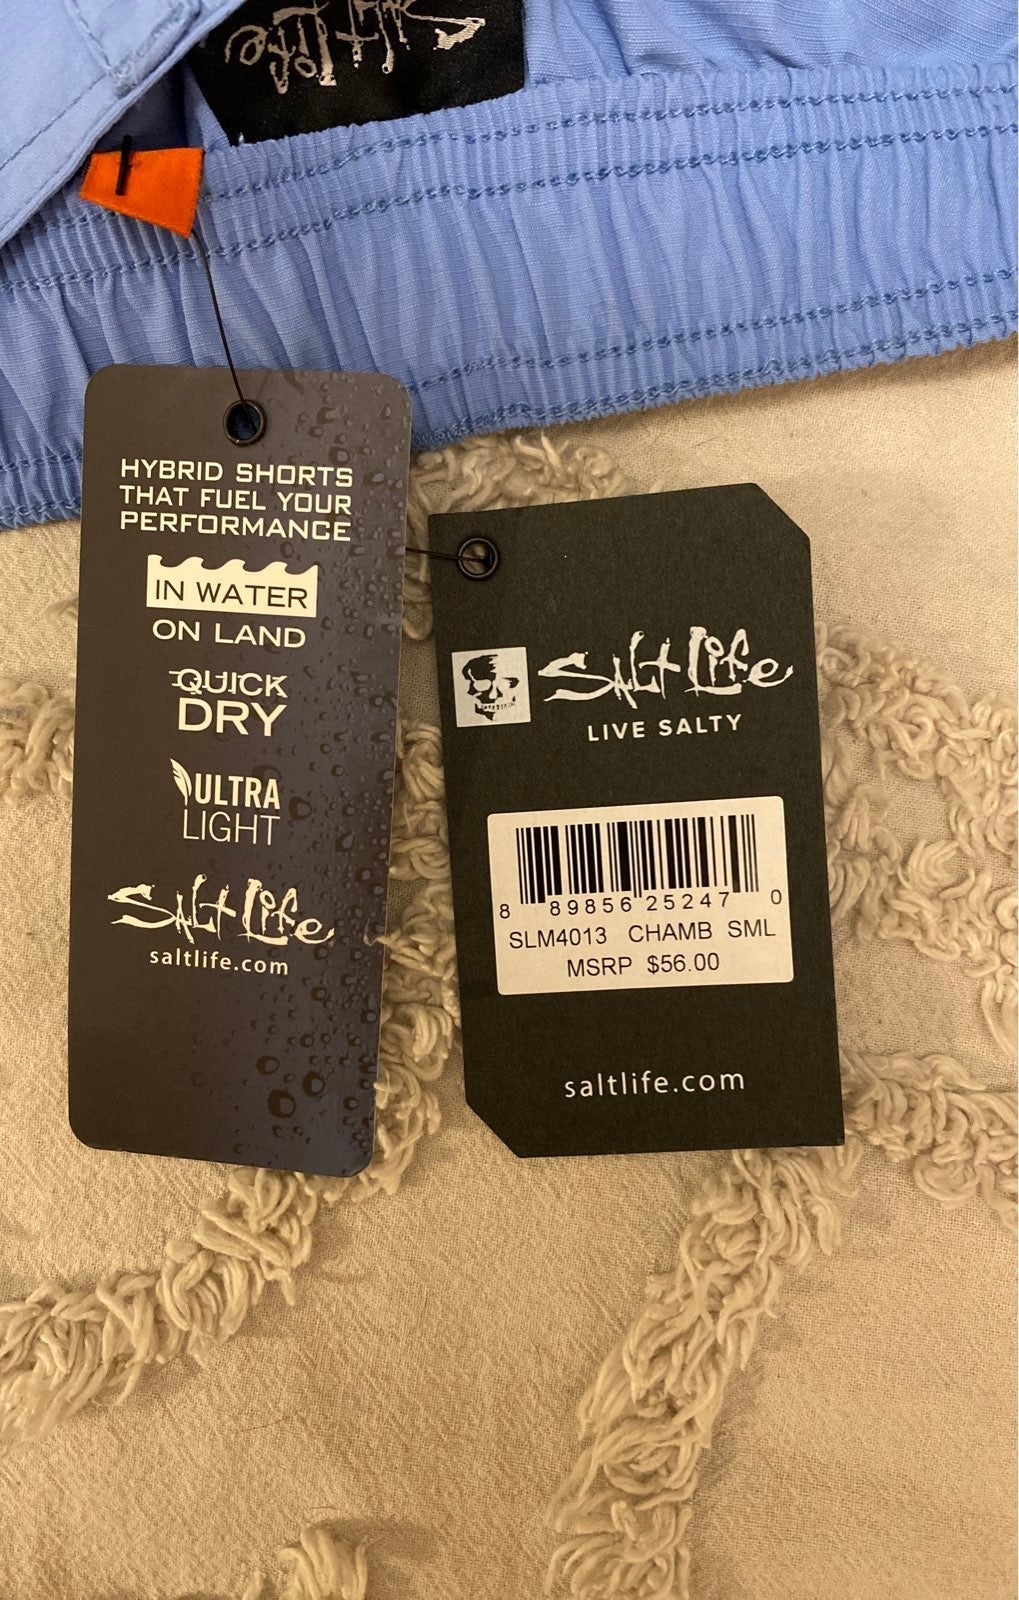 Salt Life
HYBRID SHORTS
THAT FUEL YOUR
PERFORMANCE
IN WATER
ON LAND
QUICK
DRY
ULTRA
LIGHT
Salt Life
saltlife.com
Salt Life
LIVE SALTY
8 89856 25247 0
SLM4013 CHAMB SML
MSRP $56.00
saltlife.com